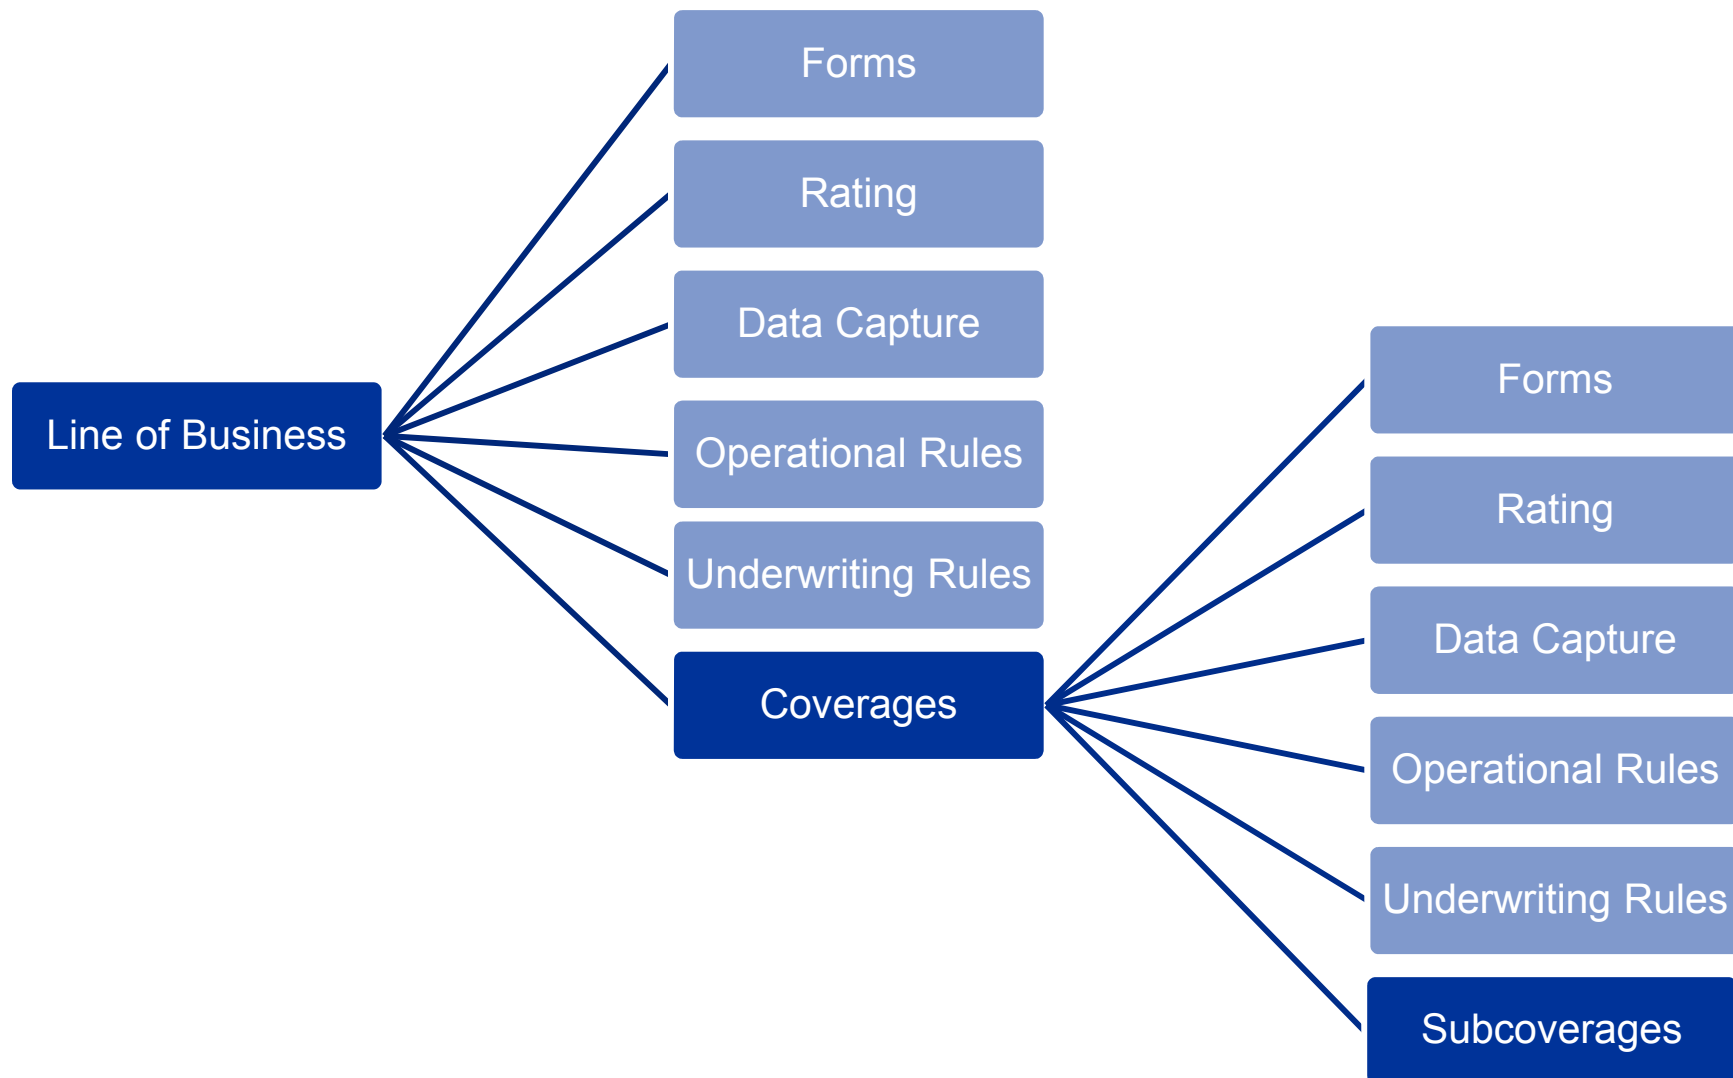 Line of Business
Forms
Rating
Data Capture
Operational Rules
Underwriting Rules
Coverages
Forms
Rating
Data Capture
Operational Rules
Underwriting Rules
Subcoverages